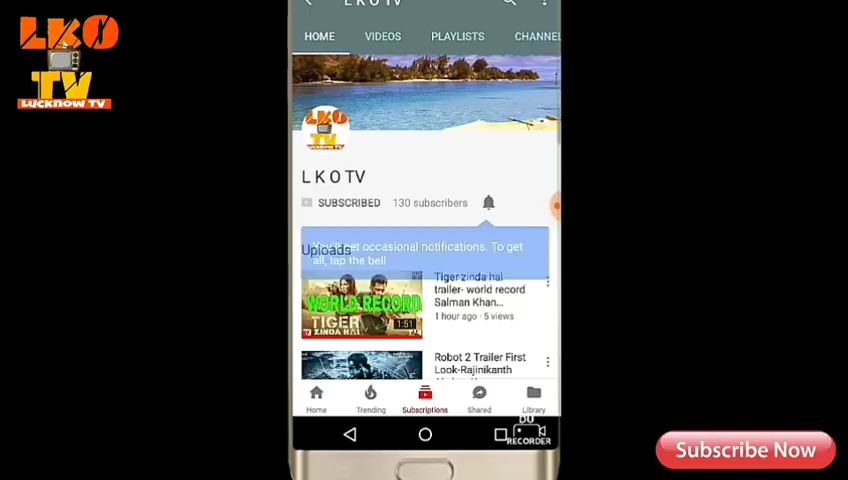 LKO
TV
LUCKNOW TV
L K O TV
HOME VIDEOS PLAYLISTS CHANNEL
LKO
TV
L K O TV
SUBSCRIBED 130 subscribers
get occasional notifications. To get
all, tap the bell
Uploads
WORLD RECORD
TIGER
ZINDA HAI
1:51
Tiger zinda hai
trailer- world record
Salman Khan...
1 hour ago · 5 views
Robot 2 Trailer First
Look-Rajinikanth
Home Trending Subscriptions Shared Library
DU
RECORDER
Subscribe Now